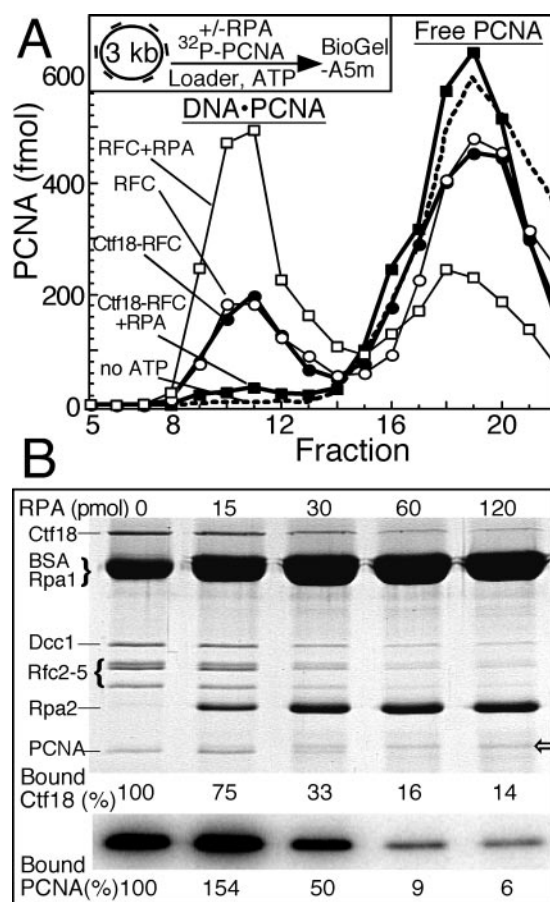 A
3 kb
+/-RPA
32P-PCNA
Loader, ATP
BioGel
-A5m
Free PCNA
DNA•PCNA
PCNA (fmol)
600
400
200
0
RFC+RPA
RFC
Ctf18-RFC
Ctf18-RFC
+RPA
no ATP
5 8 12 16 20
Fraction
B
RPA (pmol) 0 15 30 60 120
Ctf18
BSA
Rpa1
Dcc1
Rfc2-5
Rpa2
PCNA
Bound
Ctf18 (%) 100 75 33 16 14
Bound
PCNA(%) 100 154 50 9 6